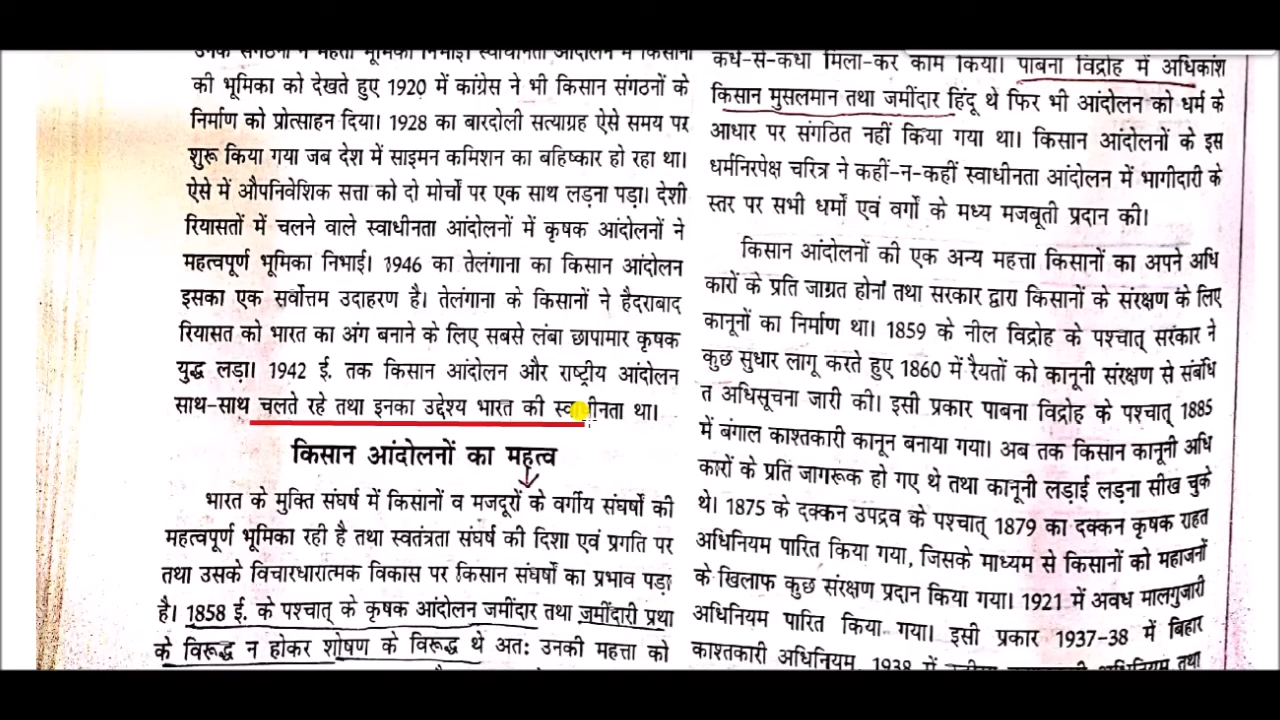 उनके संगठनों ने महती भूमिका निभाई। स्वाधीनता आंदोलन में किसानों
की भूमिका को देखते हुए 1920 में कांग्रेस ने भी किसान संगठनों के
निर्माण को प्रोत्साहन दिया। 1928 का बारदोली सत्याग्रह ऐसे समय पर
शुरू किया गया जब देश में साइमन कमिशन का बहिष्कार हो रहा था।
ऐसे में औपनिवेशिक सत्ता को दो मोर्चों पर एक साथ लड़ना पड़ा। देशी
रियासतों में चलने वाले स्वाधीनता आंदोलनों में कृषक आंदोलनों ने
महत्वपूर्ण भूमिका निभाई। 1946 का तेलंगाना का किसान आंदोलन
इसका एक सर्वोत्तम उदाहरण है। तेलंगाना के किसानों ने हैदराबाद
रियासत को भारत का अंग बनाने के लिए सबसे लंबा छापामार कृषक
युद्ध लड़ा। 1942 ई. तक किसान आंदोलन और राष्ट्रीय आंदोलन
साथ-साथ चलते रहे तथा इनका उद्देश्य भारत की स्वाधीनता था।
किसान आंदोलनों का महत्व
भारत के मुक्ति संघर्ष में किसानों व मजदूरों के वर्गीय संघर्षों की
महत्वपूर्ण भूमिका रही है तथा स्वतंत्रता संघर्ष की दिशा एवं प्रगति पर
तथा उसके विचारधारात्मक विकास पर किसान संघर्षों का प्रभाव पड़ा
है। 1858 ई. के पश्चात् के कृषक आंदोलन जमींदार तथा जमींदारी प्रथा
के विरूद्ध न होकर शोषण के विरूद्ध थे अतः उनकी महत्ता को
कंधे-से-कंधा मिला-कर काम किया। पाबना विद्रोह में अधिकांश
किसान मुसलमान तथा जमींदार हिंदू थे फिर भी आंदोलन को धर्म के
आधार पर संगठित नहीं किया गया था। किसान आंदोलनों के इस
धर्मनिरपेक्ष चरित्र ने कहीं-न-कहीं स्वाधीनता आंदोलन में भागीदारी के
स्तर पर सभी धर्मों एवं वर्गों के मध्य मजबूती प्रदान की।
किसान आंदोलनों की एक अन्य महत्ता किसानों का अपने अधि
कारों के प्रति जाग्रत होना तथा सरकार द्वारा किसानों के संरक्षण के लिए
कानूनों का निर्माण था। 1859 के नील विद्रोह के पश्चात् सरकार ने
कुछ सुधार लागू करते हुए 1860 में रैयतों को कानूनी संरक्षण से संबंधि
त अधिसूचना जारी की। इसी प्रकार पाबना विद्रोह के पश्चात् 1885
में बंगाल काश्तकारी कानून बनाया गया। अब तक किसान कानूनी अधि
कारों के प्रति जागरूक हो गए थे तथा कानूनी लड़ाई लड़ना सीख चुके
थे। 1875 के दक्कन उपद्रव के पश्चात् 1879 का दक्कन कृषक राहत
अधिनियम पारित किया गया, जिसके माध्यम से किसानों को महाजनों
के खिलाफ कुछ संरक्षण प्रदान किया गया। 1921 में अवध मालगुजारी
अधिनियम पारित किया गया। इसी प्रकार 1937-38 में बिहार
काश्तकारी अधिनियम, 1938 में अधिनियम तथा